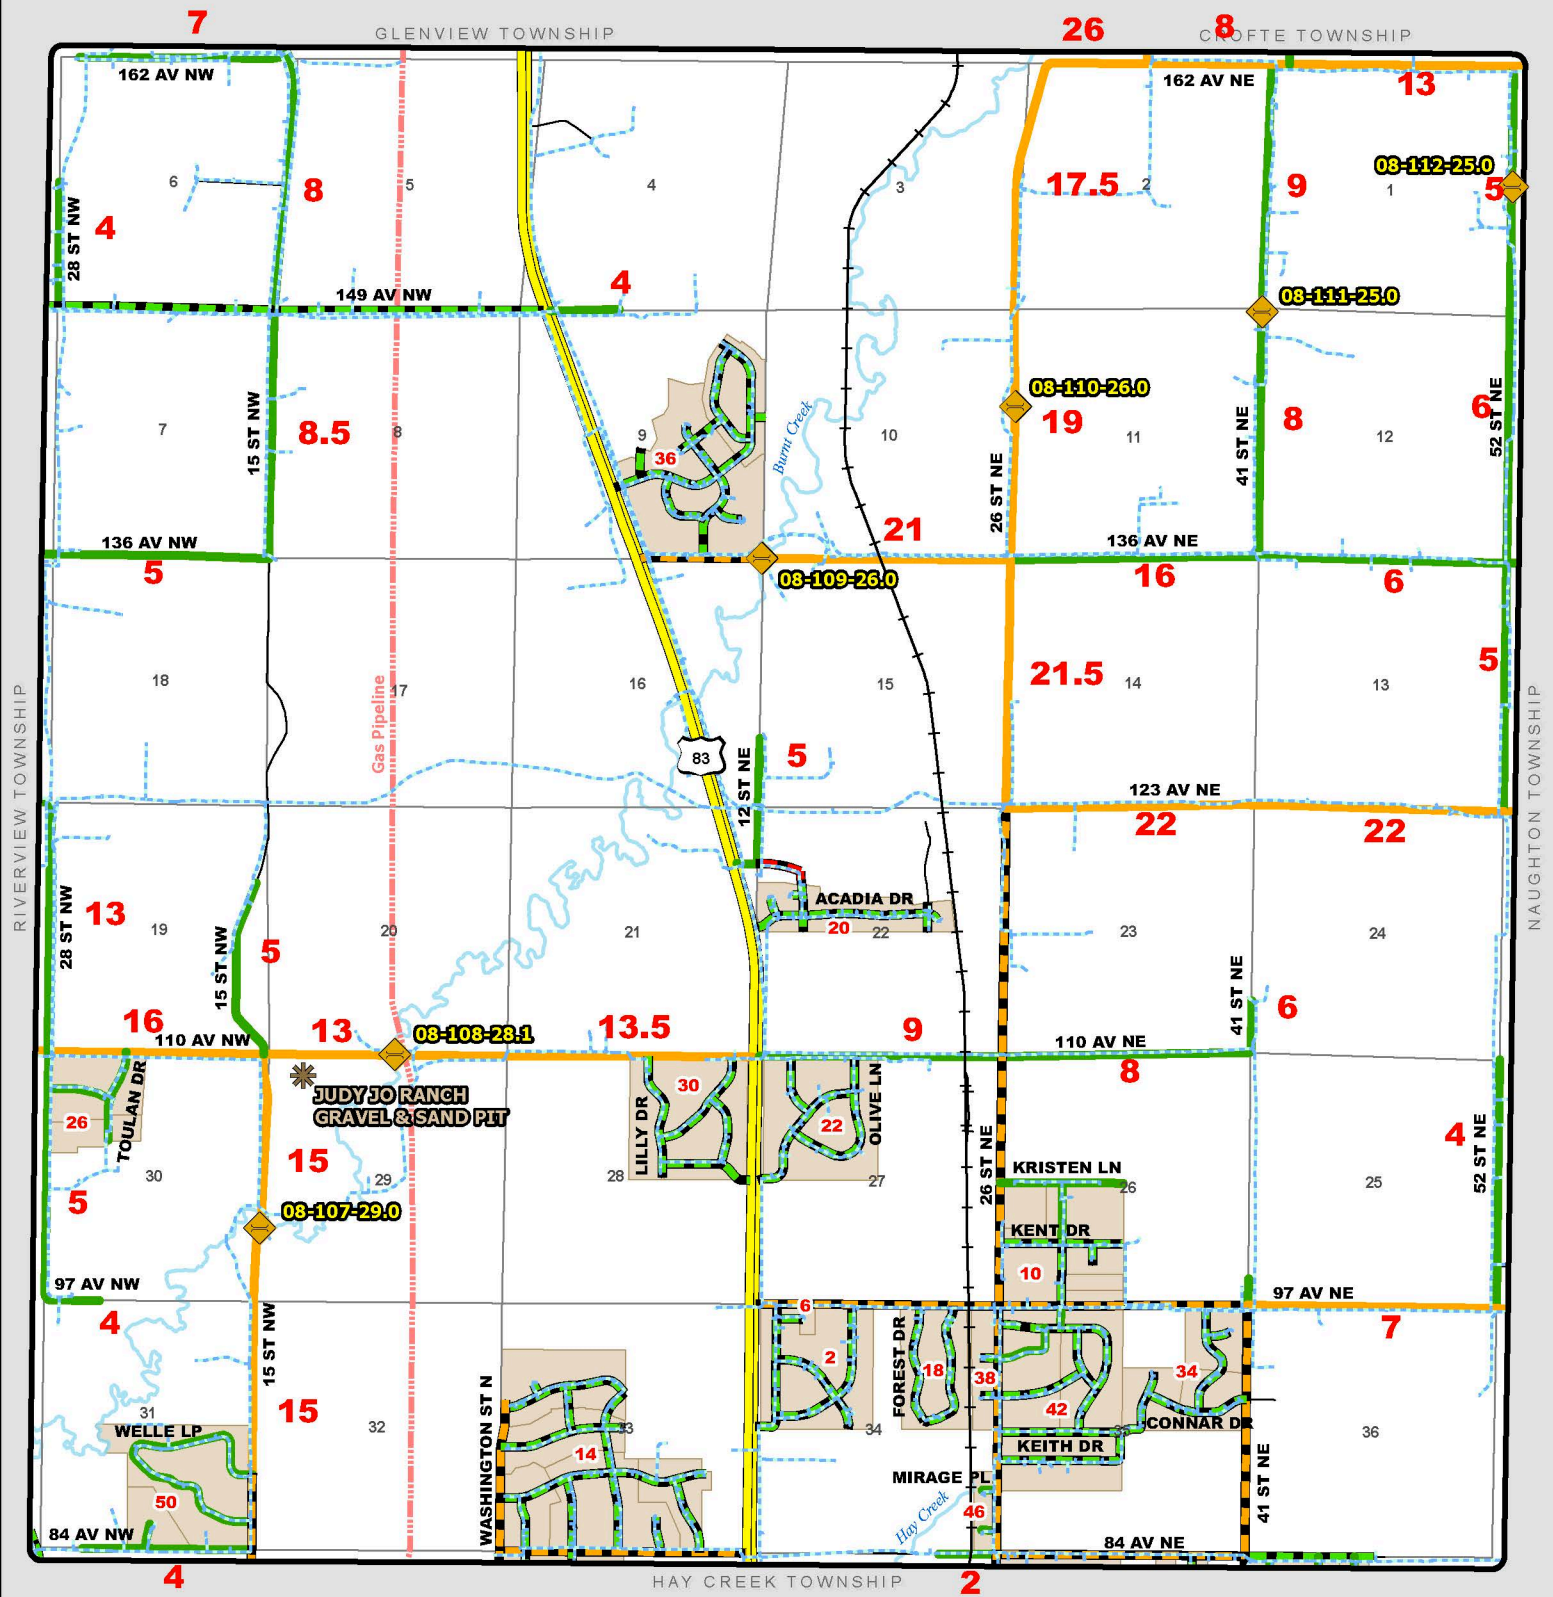 7
26
8
GLENVIEW TOWNSHIP
CROFTE TOWNSHIP
162 AV NW
162 AV NE
13
08-112-25.0
6
8
5
4
3
17.5
2
9
1
5
28 ST NW
4
149 AV NW
4
08-111-25.0
08-110-26.0
15 ST NW
7
8.5
8
9
36
Burnt Creek
10
19
11
26 ST NE
41 ST NE
8
12
6
52 ST NE
136 AV NW
5
21
136 AV NE
16
6
08-109-26.0
RIVERVIEW TOWNSHIP
NAUGHTON TOWNSHIP
18
17
Gas Pipeline
16
15
21.5
14
13
5
83
12 ST NE
5
123 AV NE
22
22
28 ST NW
13
19
15 ST NW
5
20
21
ACADIA DR
20
22
23
24
41 ST NE
6
16
110 AV NW
13
08-108-28.1
13.5
9
110 AV NE
8
JUDY JO RANCH
GRAVEL & SAND PIT
TOULAN DR
26
30
LILLY DR
22
OLIVE LN
26 ST NE
4
52 ST NE
5
30
15
29
28
27
KRISTEN LN
26
25
08-107-29.0
KENT DR
10
97 AV NW
4
97 AV NE
7
6
15 ST NW
2
FOREST DR
18
38
34
42
31
WELLE LP
15
32
WASHINGTON ST N
33
14
34
35
CONNAR DR
KEITH DR
36
50
MIRAGE PL
46
Hay Creek
41 ST NE
84 AV NW
84 AV NE
4
HAY CREEK TOWNSHIP
2